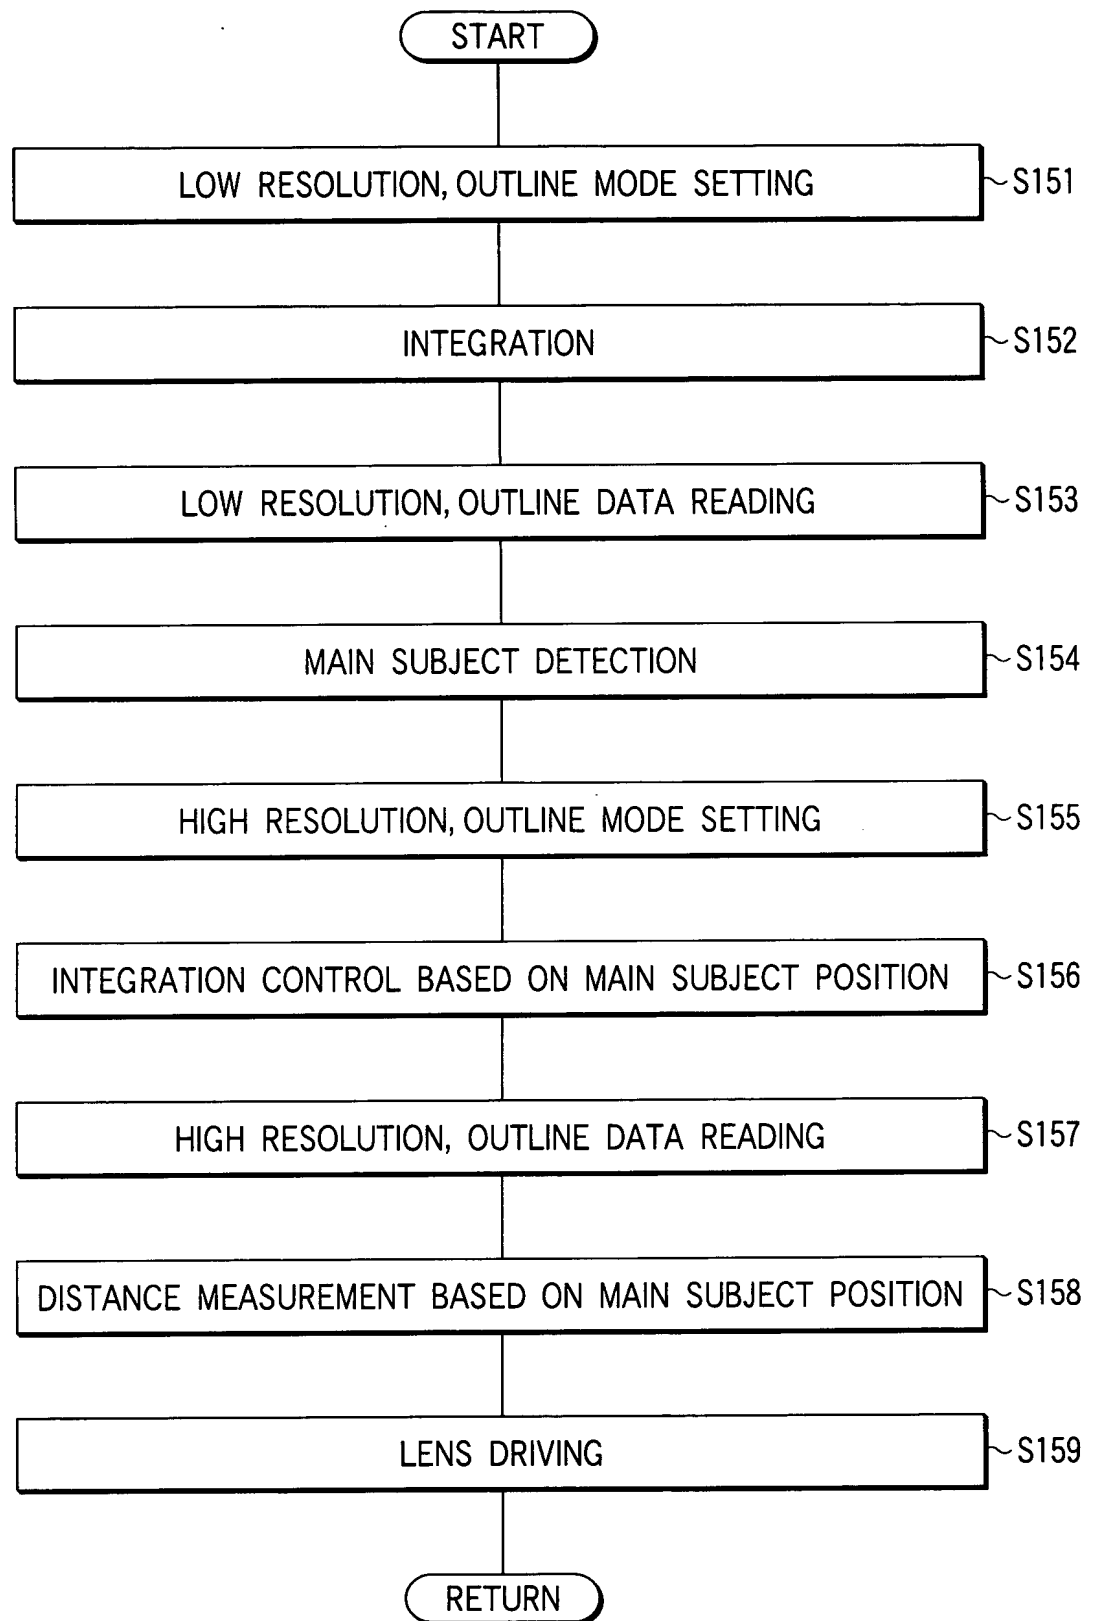 START
LOW RESOLUTION, OUTLINE MODE SETTING ~S151
INTEGRATION ~S152
LOW RESOLUTION, OUTLINE DATA READING ~S153
MAIN SUBJECT DETECTION ~S154
HIGH RESOLUTION, OUTLINE MODE SETTING ~S155
INTEGRATION CONTROL BASED ON MAIN SUBJECT POSITION ~S156
HIGH RESOLUTION, OUTLINE DATA READING ~S157
DISTANCE MEASUREMENT BASED ON MAIN SUBJECT POSITION ~S158
LENS DRIVING ~S159
RETURN